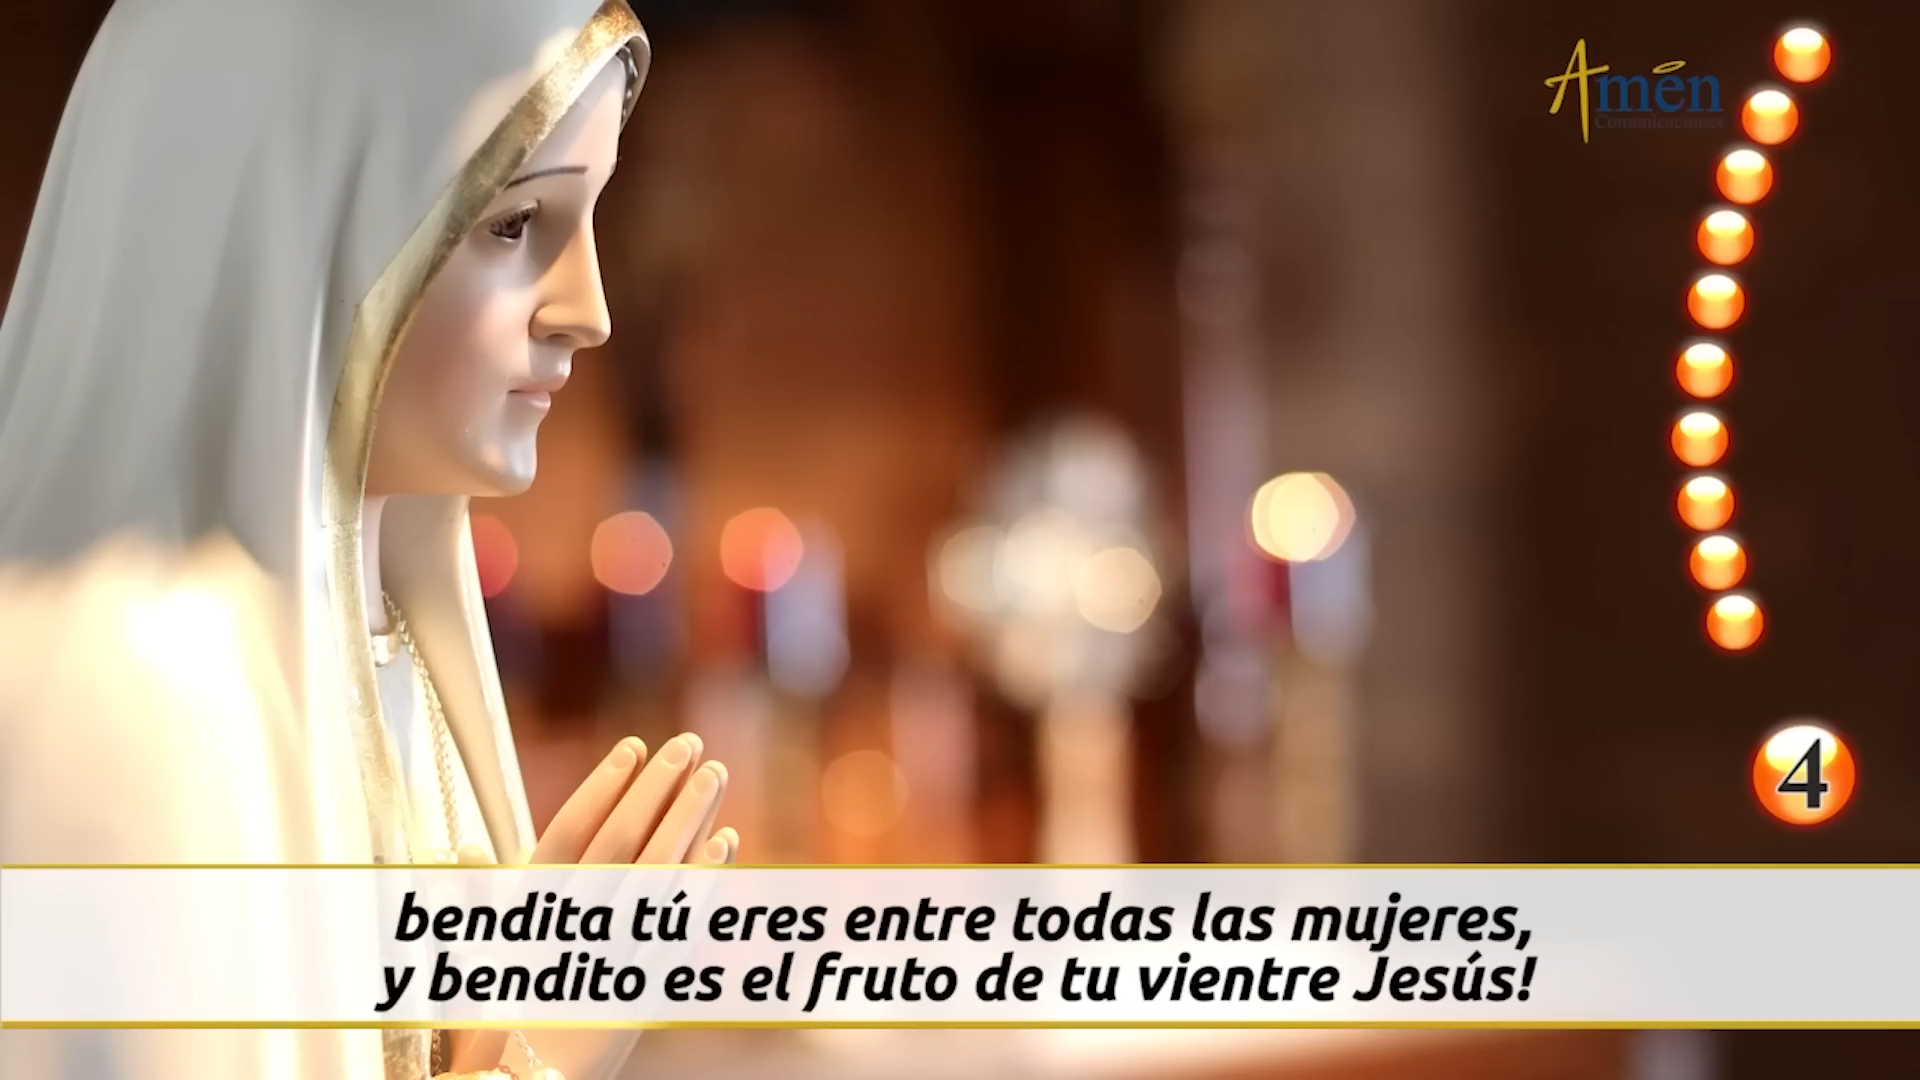 Amén
Comunicaciones
4
bendita tú eres entre todas las mujeres,
y bendito es el fruto de tu vientre Jesús!